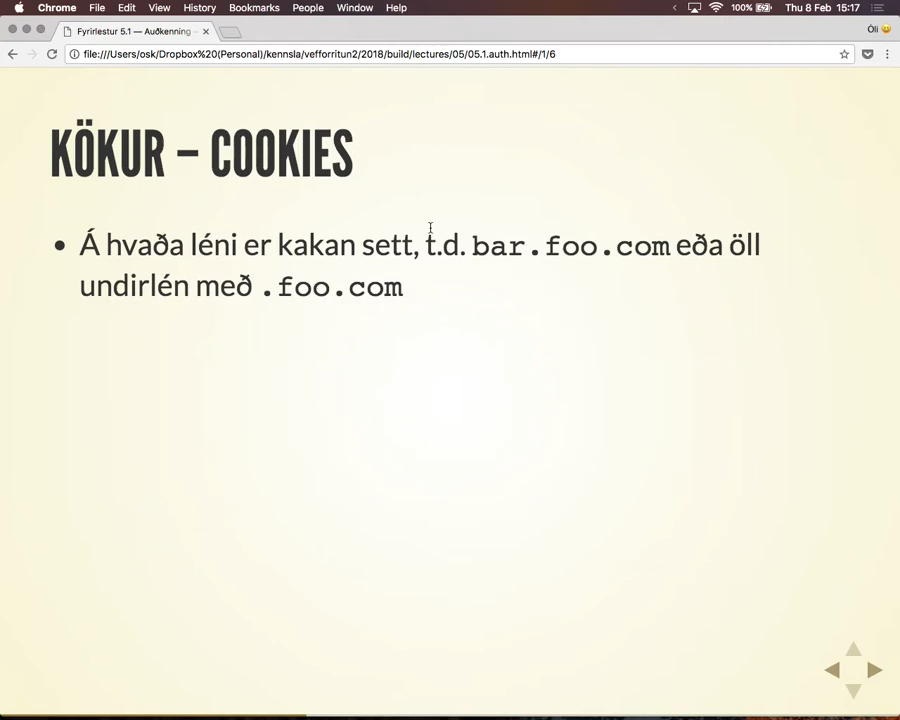 Chrome File Edit View History Bookmarks People Window Help 100% Thu 8 Feb 15:17
Fyrirlestur 5.1 — Auðkenning Óli
file:///Users/osk/Dropbox%20(Personal)/kennsla/vefforritun2/2018/build/lectures/05/05.1.auth.html#/1/6
KÖKUR – COOKIES
• Á hvaða léni er kakan sett, t.d. bar.foo.com eða öll
undirlén með .foo.com